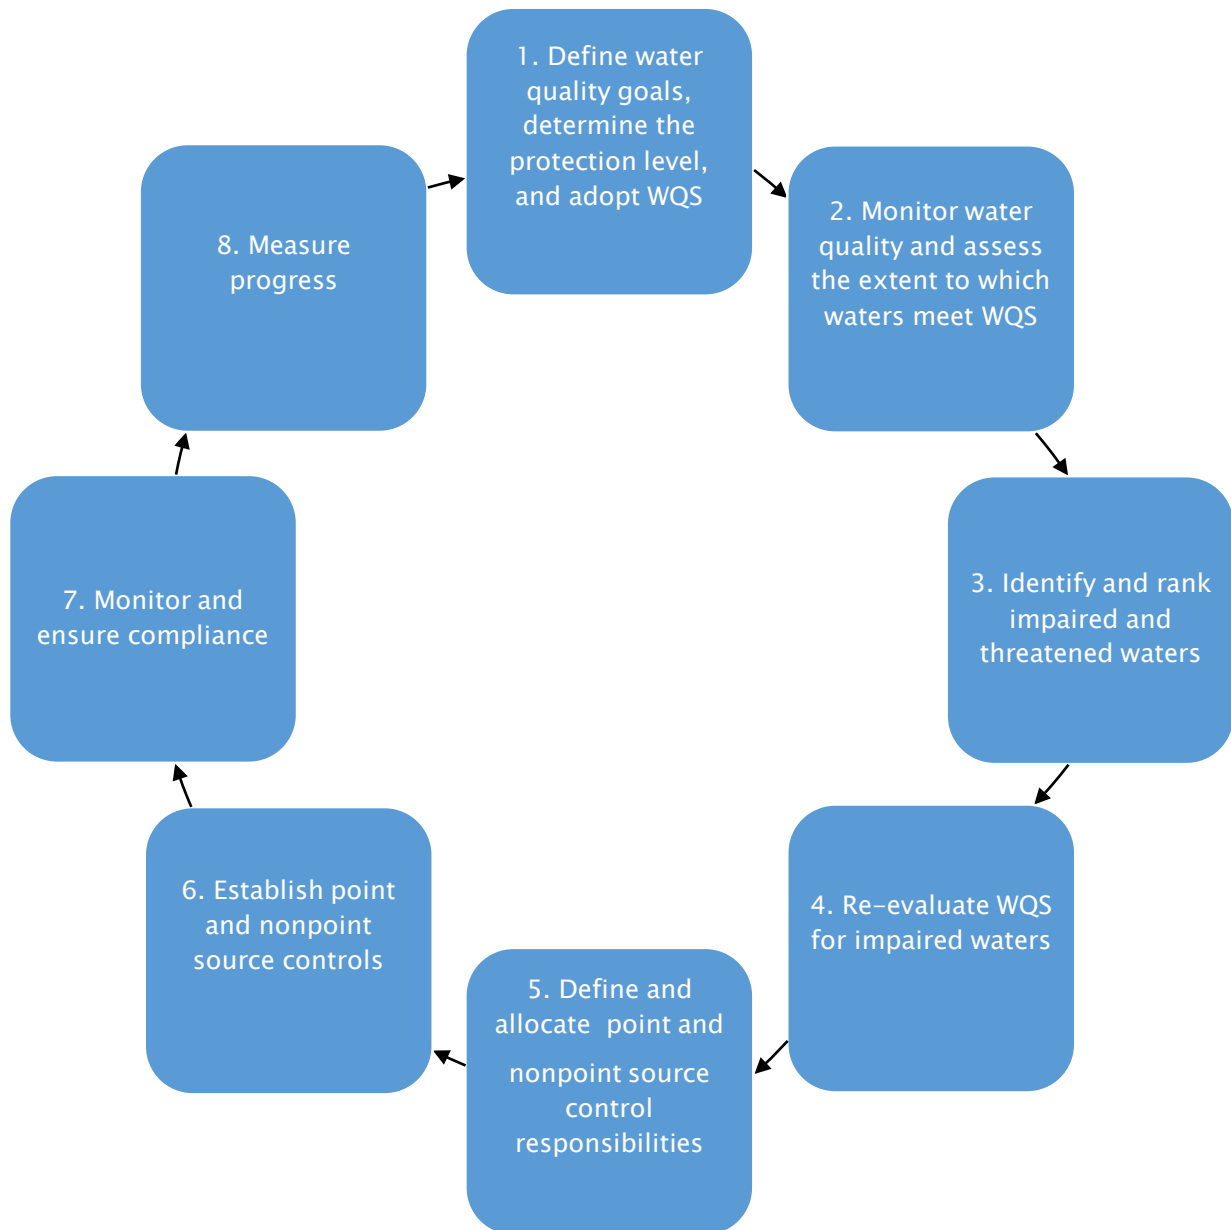 1. Define water
quality goals,
determine the
protection level,
and adopt WQS
2. Monitor water
quality and assess
the extent to which
waters meet WQS
3. Identify and rank
impaired and
threatened waters
4. Re-evaluate WQS
for impaired waters
5. Define and
allocate  point and
nonpoint source
control
responsibilities
6. Establish point
and nonpoint
source controls
7. Monitor and
ensure compliance
8. Measure
progress